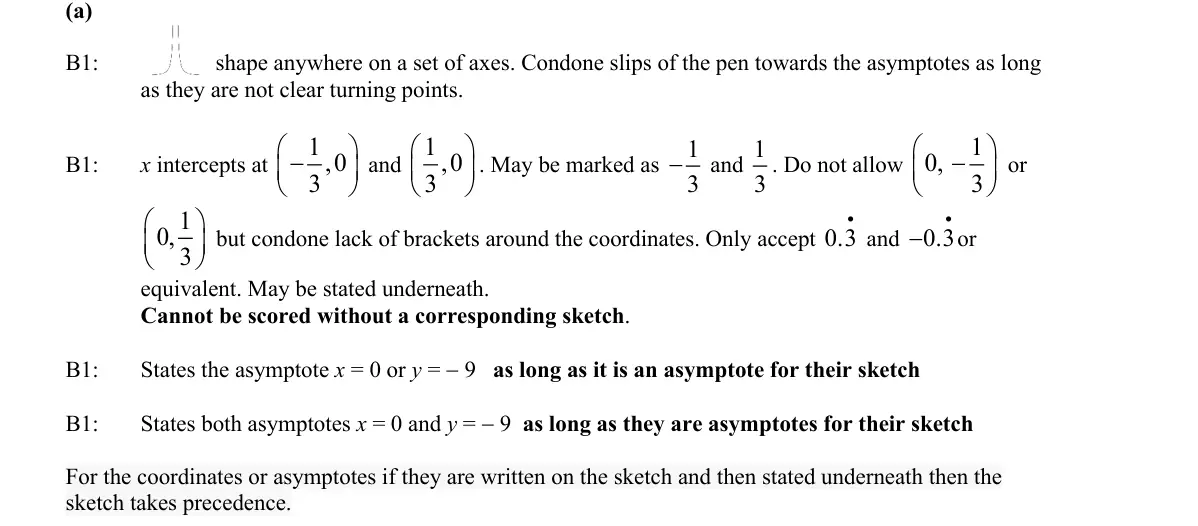 (a)
B1: shape anywhere on a set of axes. Condone slips of the pen towards the asymptotes as long
as they are not clear turning points.
B1: x intercepts at (−1/3, 0) and (1/3, 0). May be marked as −1/3 and 1/3. Do not allow (0, −1/3) or
(0, 1/3) but condone lack of brackets around the coordinates. Only accept 0.3̇ and −0.3̇ or
equivalent. May be stated underneath.
Cannot be scored without a corresponding sketch.
B1: States the asymptote x = 0 or y = – 9 as long as it is an asymptote for their sketch
B1: States both asymptotes x = 0 and y = – 9 as long as they are asymptotes for their sketch
For the coordinates or asymptotes if they are written on the sketch and then stated underneath then the
sketch takes precedence.